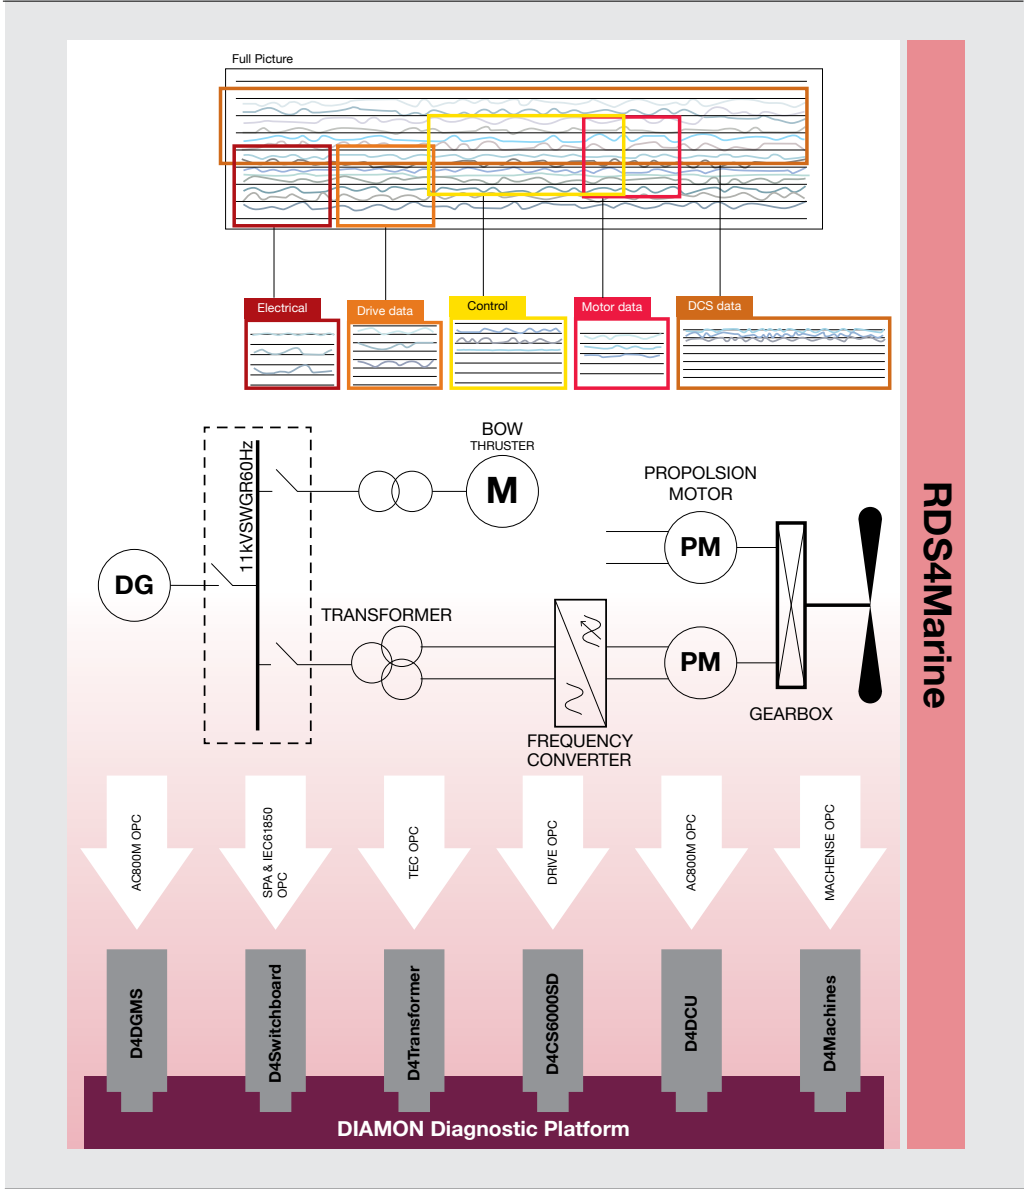 Full Picture
Electrical
Drive data
Control
Motor data
DCS data
BOW
THRUSTER
M
11kVSWGR60Hz
PROPOLSION
MOTOR
PM
DG
TRANSFORMER
PM
GEARBOX
FREQUENCY
CONVERTER
RDS4Marine
AC800M OPC
SPA & IEC61850
OPC
TEC OPC
DRIVE OPC
AC800M OPC
MACHENSE OPC
D4DGMS
D4Switchboard
D4Transformer
D4CS6000SD
D4DCU
D4Machines
DIAMON Diagnostic Platform